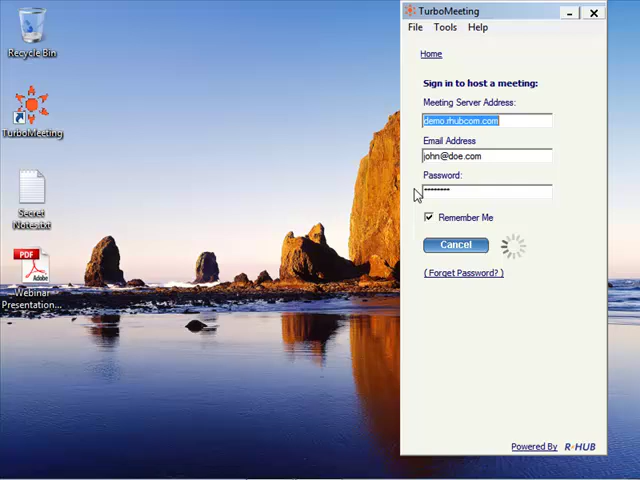 Recycle Bin
TurboMeeting
Secret
Notes.txt
PDF
Adobe
Webinar
Presentation...
TurboMeeting
File Tools Help
Home
Sign in to host a meeting:
Meeting Server Address:
demo.rhubcom.com
Email Address
john@doe.com
Password:
********
Remember Me
Cancel
( Forget Password? )
Powered By R-HUB